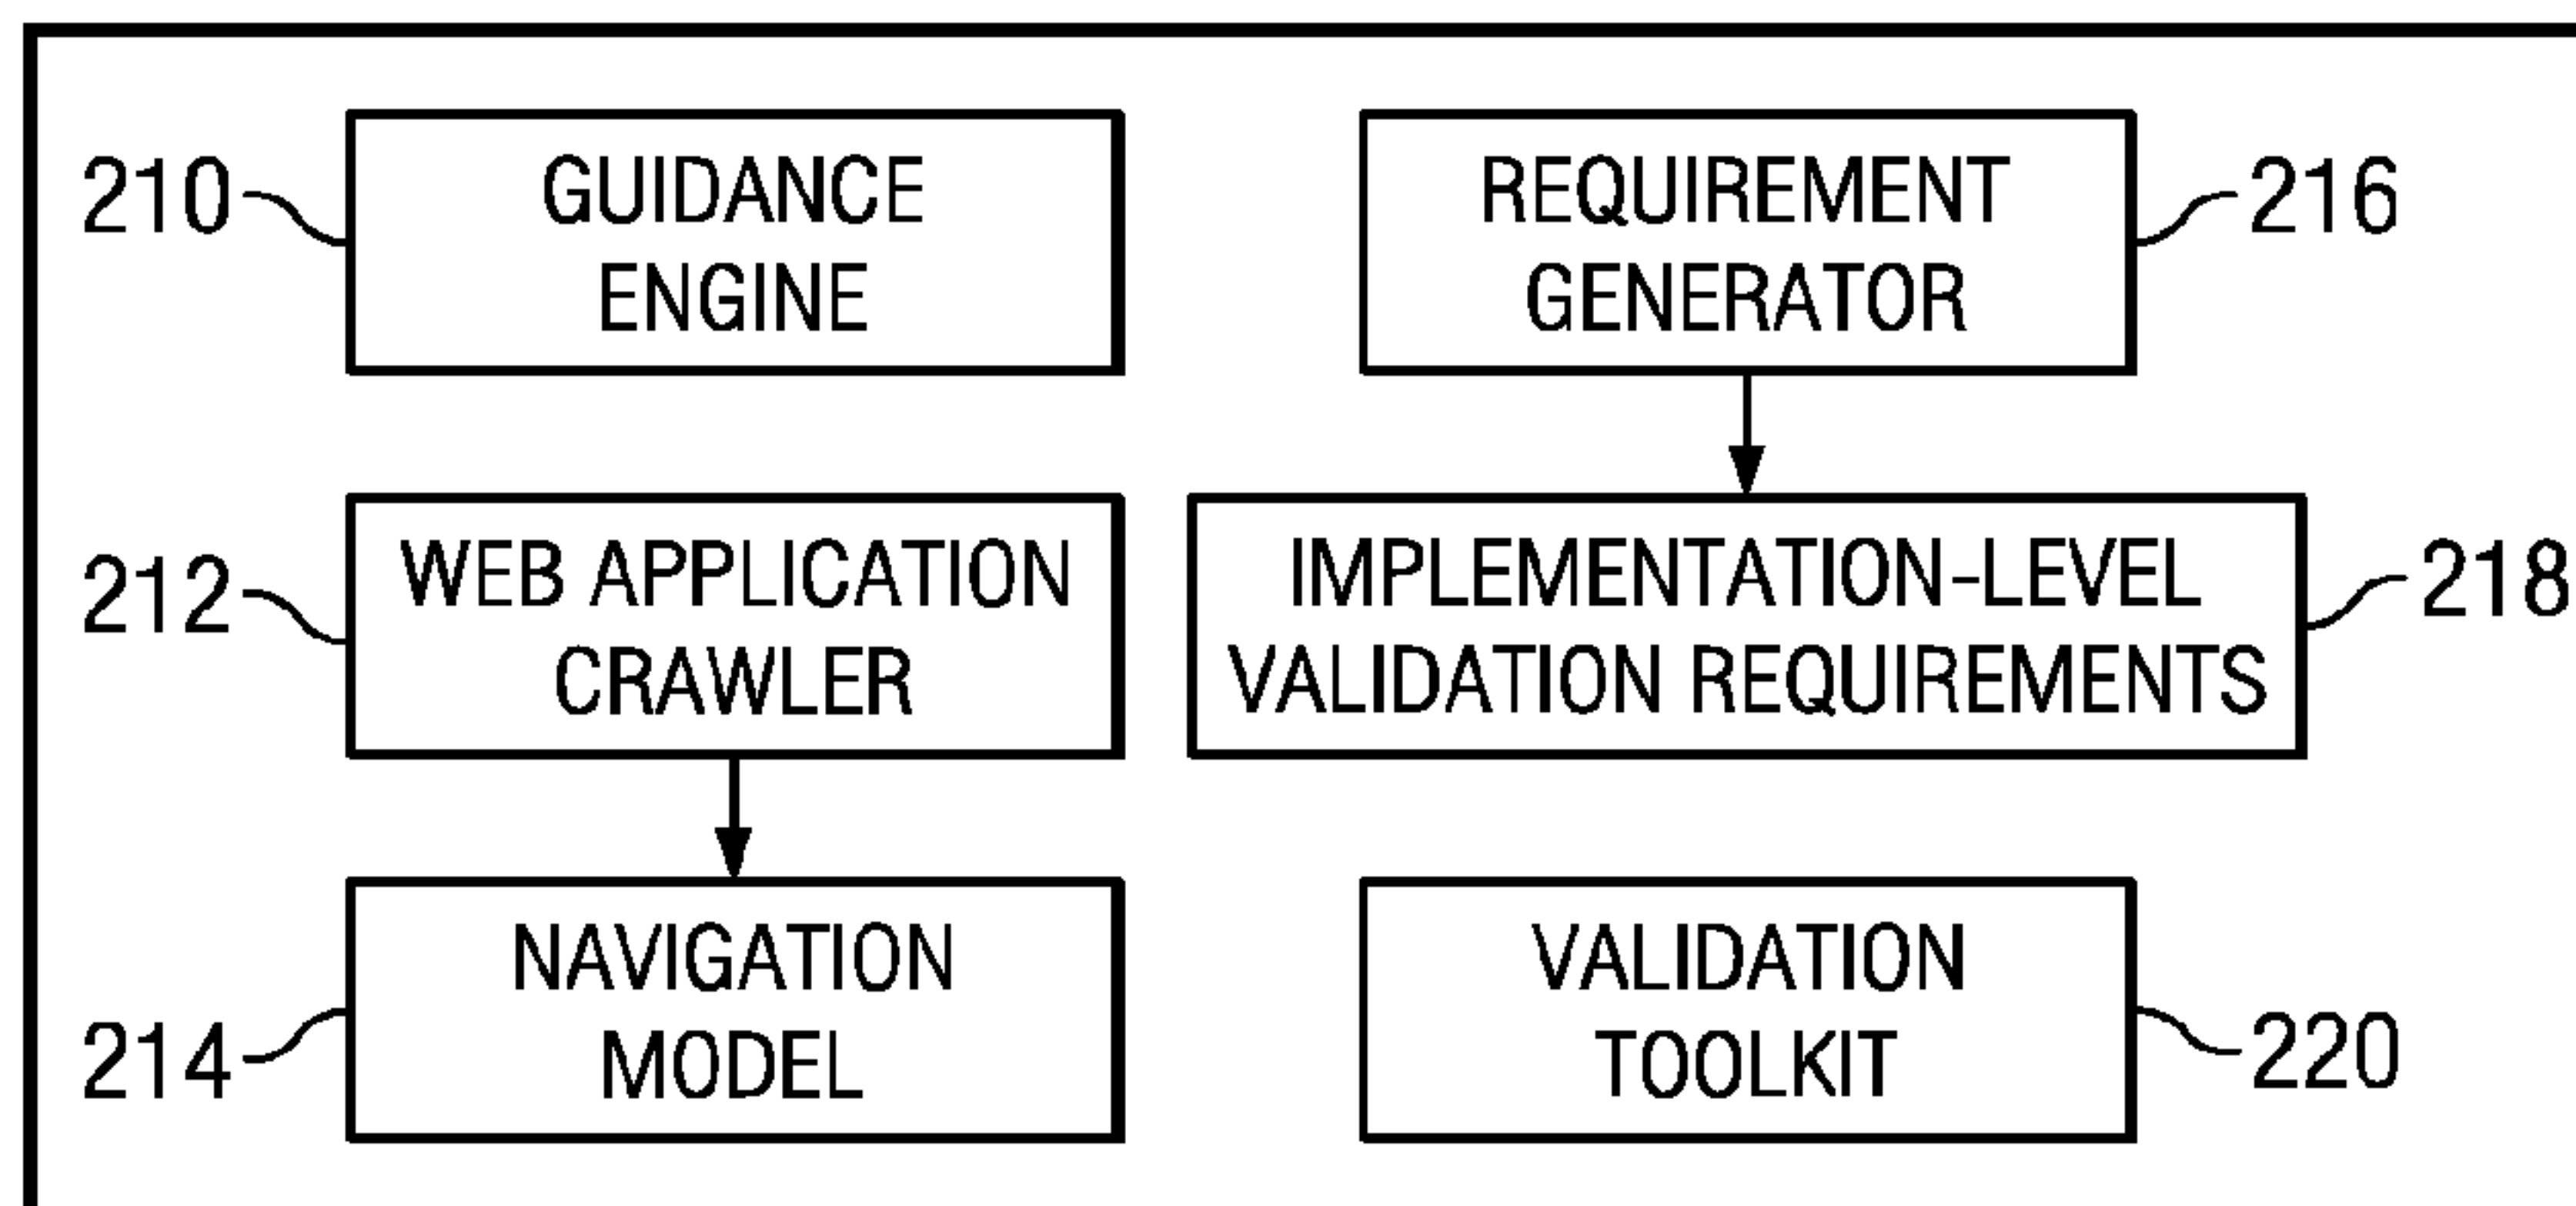 210
GUIDANCE
ENGINE
REQUIREMENT
GENERATOR
216
212
WEB APPLICATION
CRAWLER
IMPLEMENTATION-LEVEL
VALIDATION REQUIREMENTS
218
214
NAVIGATION
MODEL
VALIDATION
TOOLKIT
220